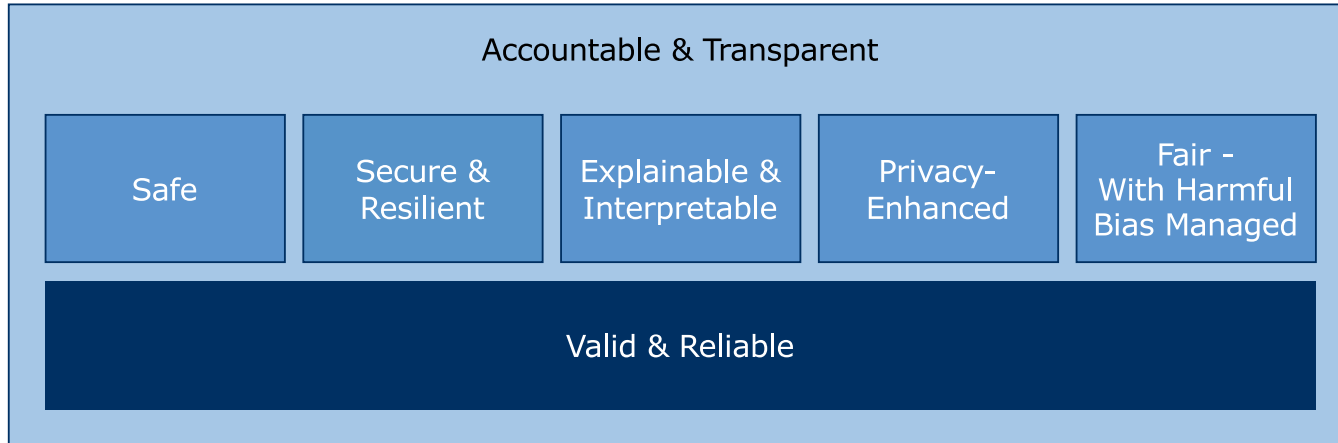 Accountable & Transparent
Safe
Secure &
Resilient
Explainable &
Interpretable
Privacy-
Enhanced
Fair -
With Harmful
Bias Managed
Valid & Reliable